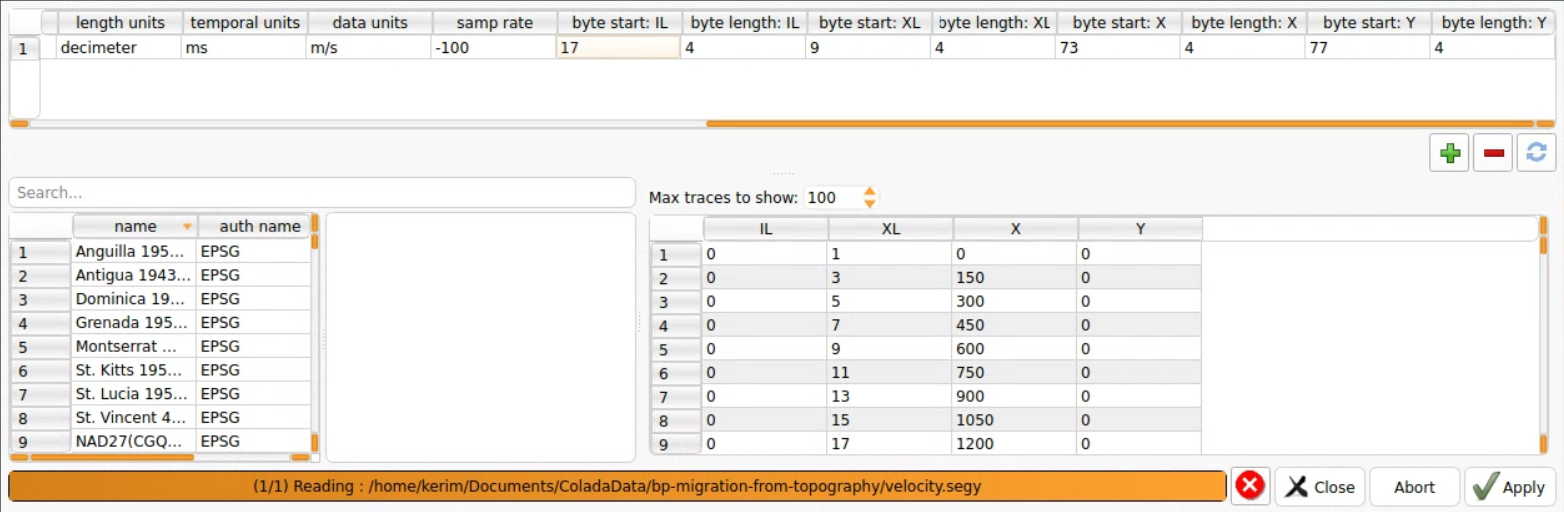 length units temporal units data units samp rate byte start: IL byte length: IL byte start: XL byte length: XL byte start: X byte length: X byte start: Y byte length: Y
1 decimeter ms m/s -100 17 4 9 4 73 4 77 4
Search...
Max traces to show: 100
name auth name
1 Anguilla 195... EPSG
2 Antigua 1943... EPSG
3 Dominica 19... EPSG
4 Grenada 195... EPSG
5 Montserrat ... EPSG
6 St. Kitts 195... EPSG
7 St. Lucia 195... EPSG
8 St. Vincent 4... EPSG
9 NAD27(CGQ... EPSG
IL XL X Y
1 0 1 0 0
2 0 3 150 0
3 0 5 300 0
4 0 7 450 0
5 0 9 600 0
6 0 11 750 0
7 0 13 900 0
8 0 15 1050 0
9 0 17 1200 0
(1/1) Reading : /home/kerim/Documents/ColadaData/bp-migration-from-topography/velocity.segy
Close Abort Apply